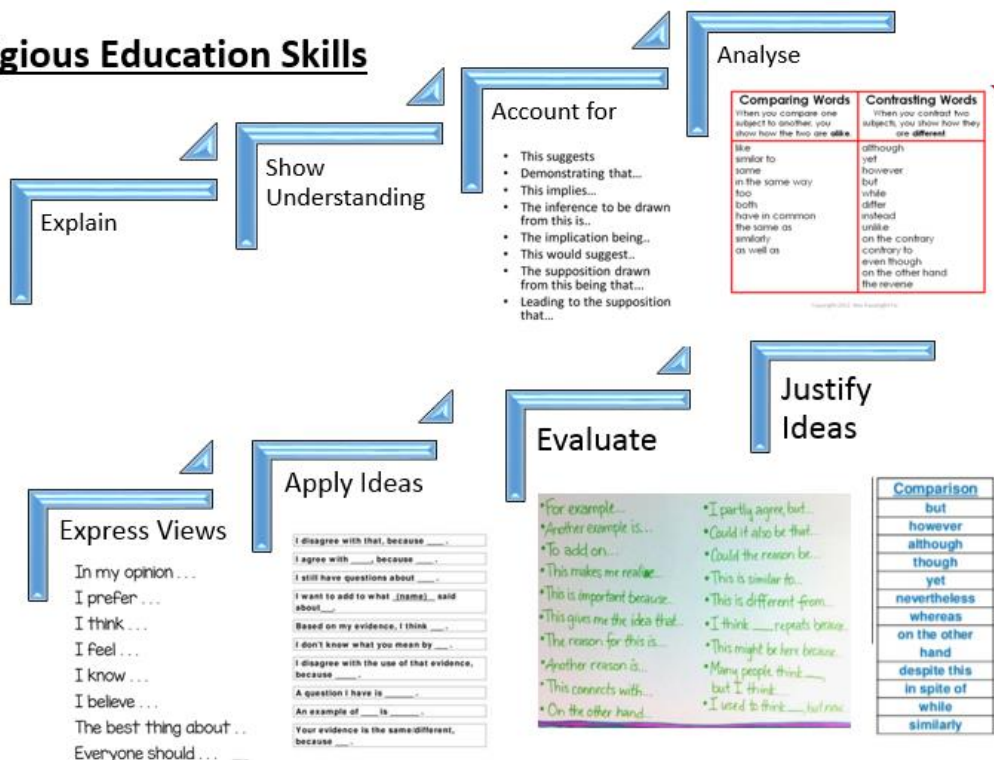 gious Education Skills
Explain
Show
Understanding
Account for
• This suggests
• Demonstrating that...
• This implies...
• The inference to be drawn
from this is..
• The implication being..
• This would suggest..
• The supposition drawn
from this being that...
• Leading to the supposition
that...
Analyse
Comparing Words
When you compare one
subject to another, you
show how the two are alike.
like
similar to
same
in the same way
too
both
have in common
the same as
similarly
as well as
Contrasting Words
When you contrast two
subjects, you show how they
are different
although
yet
however
but
while
differ
instead
unlike
on the contrary
contrary to
even though
on the other hand
the reverse
Express Views
In my opinion . . .
I prefer . . .
I think . . .
I feel . . .
I know . . .
I believe . . .
The best thing about . .
Everyone should . . .
Apply Ideas
I disagree with that, because ___ .
I agree with ____, because ____ .
I still have questions about ____ .
I want to add to what (name) said
about___.
Based on my evidence, I think ___ .
I don't know what you mean by ___ .
I disagree with the use of that evidence,
because ____ .
A question I have is _____ .
An example of ___ is _____ .
Your evidence is the same/different,
because ___ .
Evaluate
• For example...
• Another example is...
• To add on...
• This makes me realize...
• This is important because...
• This gives me the idea that...
• The reason for this is...
• Another reason is...
• This connects with...
• On the other hand...
• I partly agree, but...
• Could it also be that...
• Could the reason be...
• This is similar to...
• This is different from...
• I think ___ repeats because...
• This might be here because...
• Many people think ___,
but I think...
• I used to think ___, but now...
Justify
Ideas
Comparison
but
however
although
though
yet
nevertheless
whereas
on the other
hand
despite this
in spite of
while
similarly